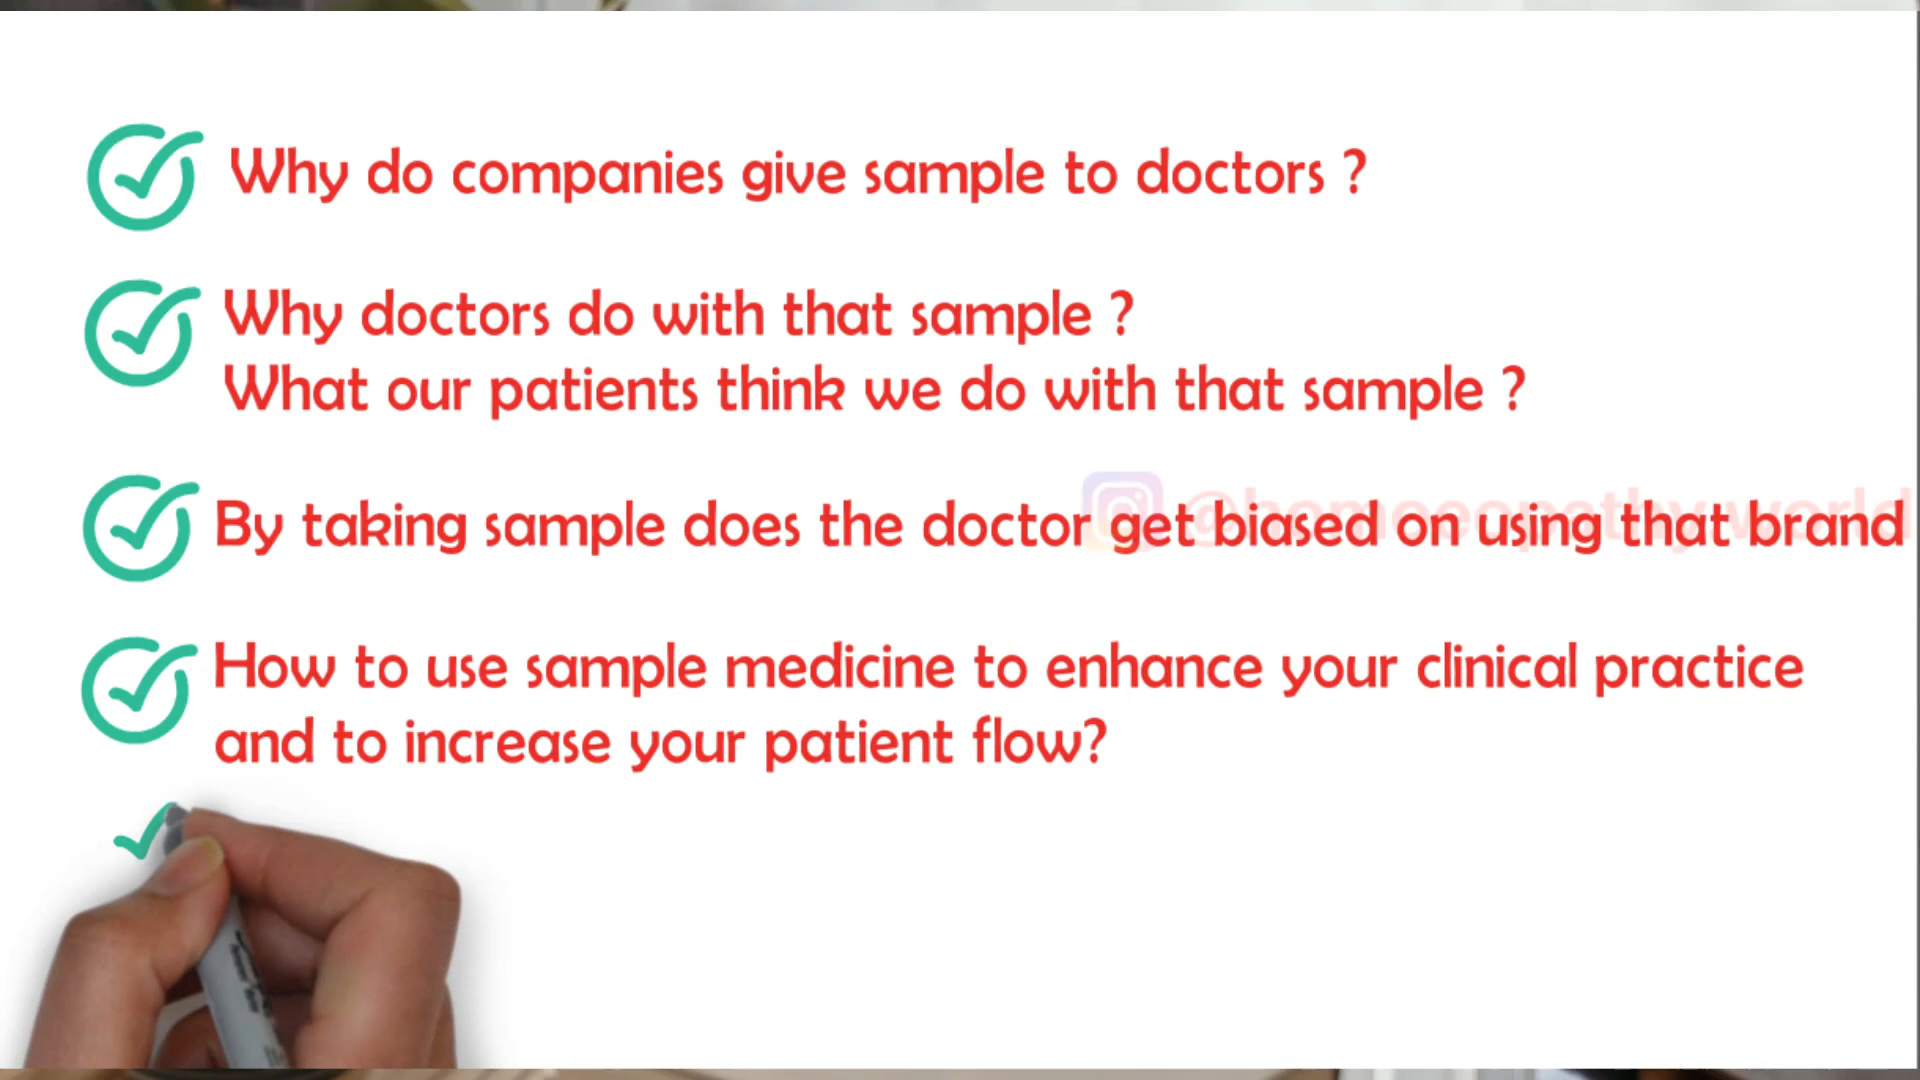 Why do companies give sample to doctors ?
Why doctors do with that sample ?
What our patients think we do with that sample ?
@homoeopathy.world
By taking sample does the doctor get biased on using that brand
How to use sample medicine to enhance your clinical practice
and to increase your patient flow?